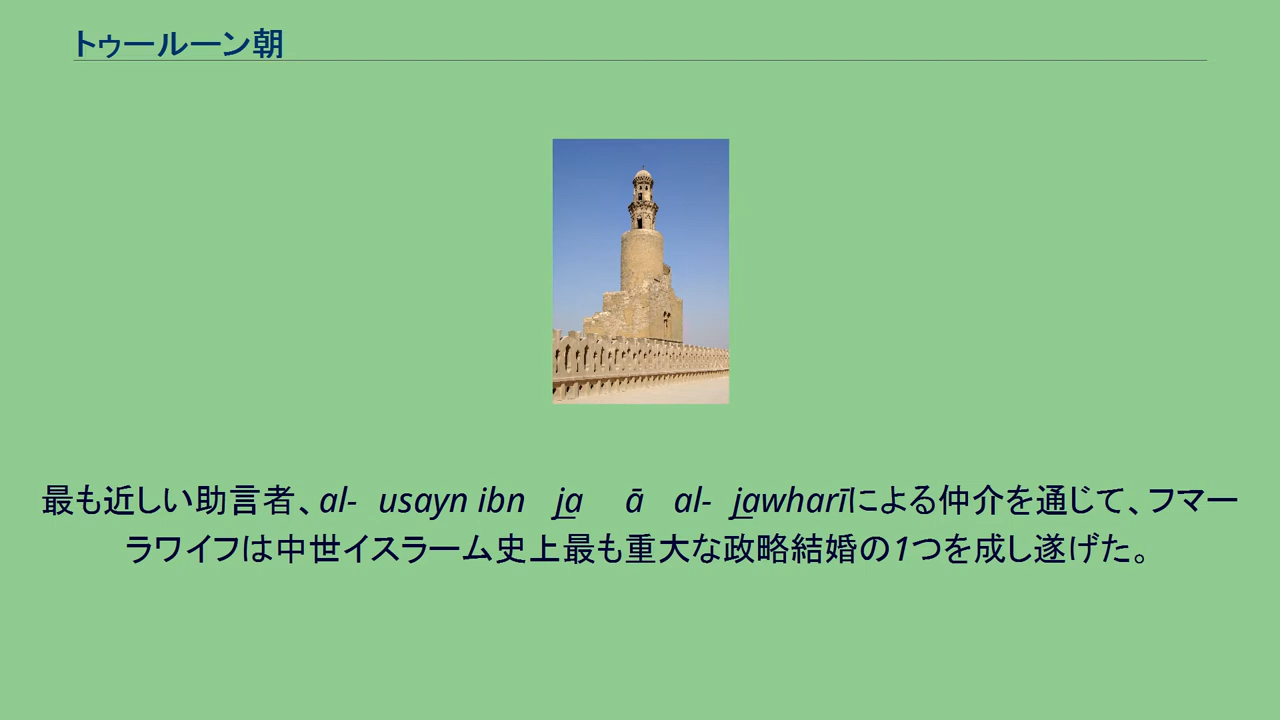 トゥールーン朝
最も近しい助言者、al- usayn ibn ja ā al- jawharīによる仲介を通じて、フマー
ラワイフは中世イスラーム史上最も重大な政略結婚の1つを成し遂げた。